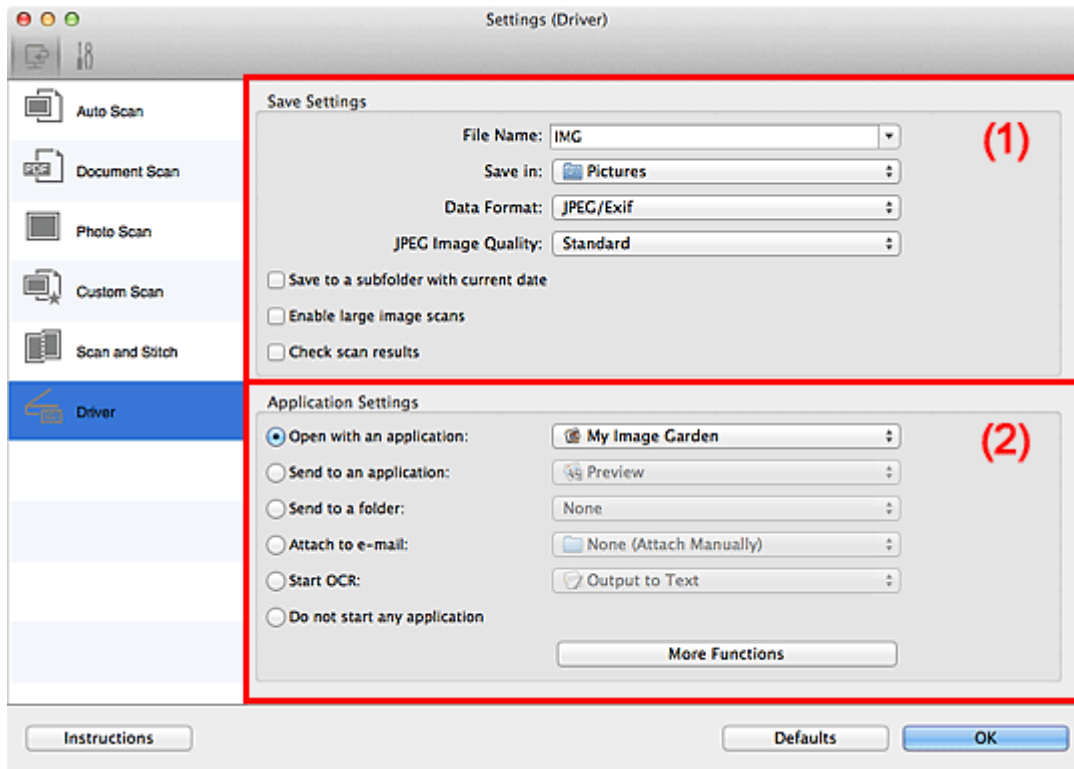 Settings (Driver)
Auto Scan
Document Scan
Photo Scan
Custom Scan
Scan and Stitch
Driver
Save Settings
(1)
File Name: IMG
Save in: Pictures
Data Format: JPEG/Exif
JPEG Image Quality: Standard
Save to a subfolder with current date
Enable large image scans
Check scan results
Application Settings
(2)
Open with an application: My Image Garden
Send to an application: Preview
Send to a folder: None
Attach to e-mail: None (Attach Manually)
Start OCR: Output to Text
Do not start any application
More Functions
Instructions
Defaults
OK